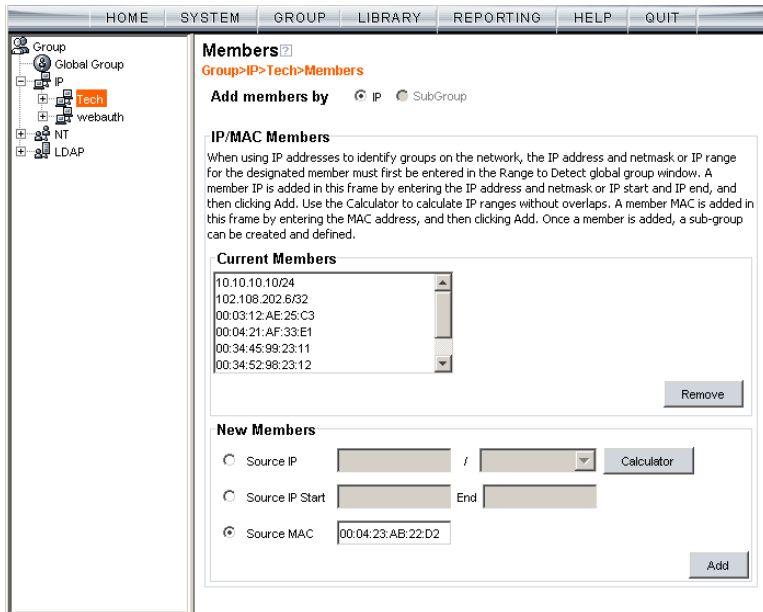 HOME SYSTEM GROUP LIBRARY REPORTING HELP QUIT
Group
Global Group
IP
Tech
webauth
NT
LDAP
Members?
Group>IP>Tech>Members
Add members by IP SubGroup
IP/MAC Members
When using IP addresses to identify groups on the network, the IP address and netmask or IP range
for the designated member must first be entered in the Range to Detect global group window. A
member IP is added in this frame by entering the IP address and netmask or IP start and IP end, and
then clicking Add. Use the Calculator to calculate IP ranges without overlaps. A member MAC is added in
this frame by entering the MAC address, and then clicking Add. Once a member is added, a sub-group
can be created and defined.
Current Members
10.10.10.10/24
102.108.202.6/32
00:03:12:AE:25:C3
00:04:21:AF:33:E1
00:34:45:99:23:11
00:34:52:98:23:12
Remove
New Members
Source IP / Calculator
Source IP Start End
Source MAC 00:04:23:AB:22:D2
Add